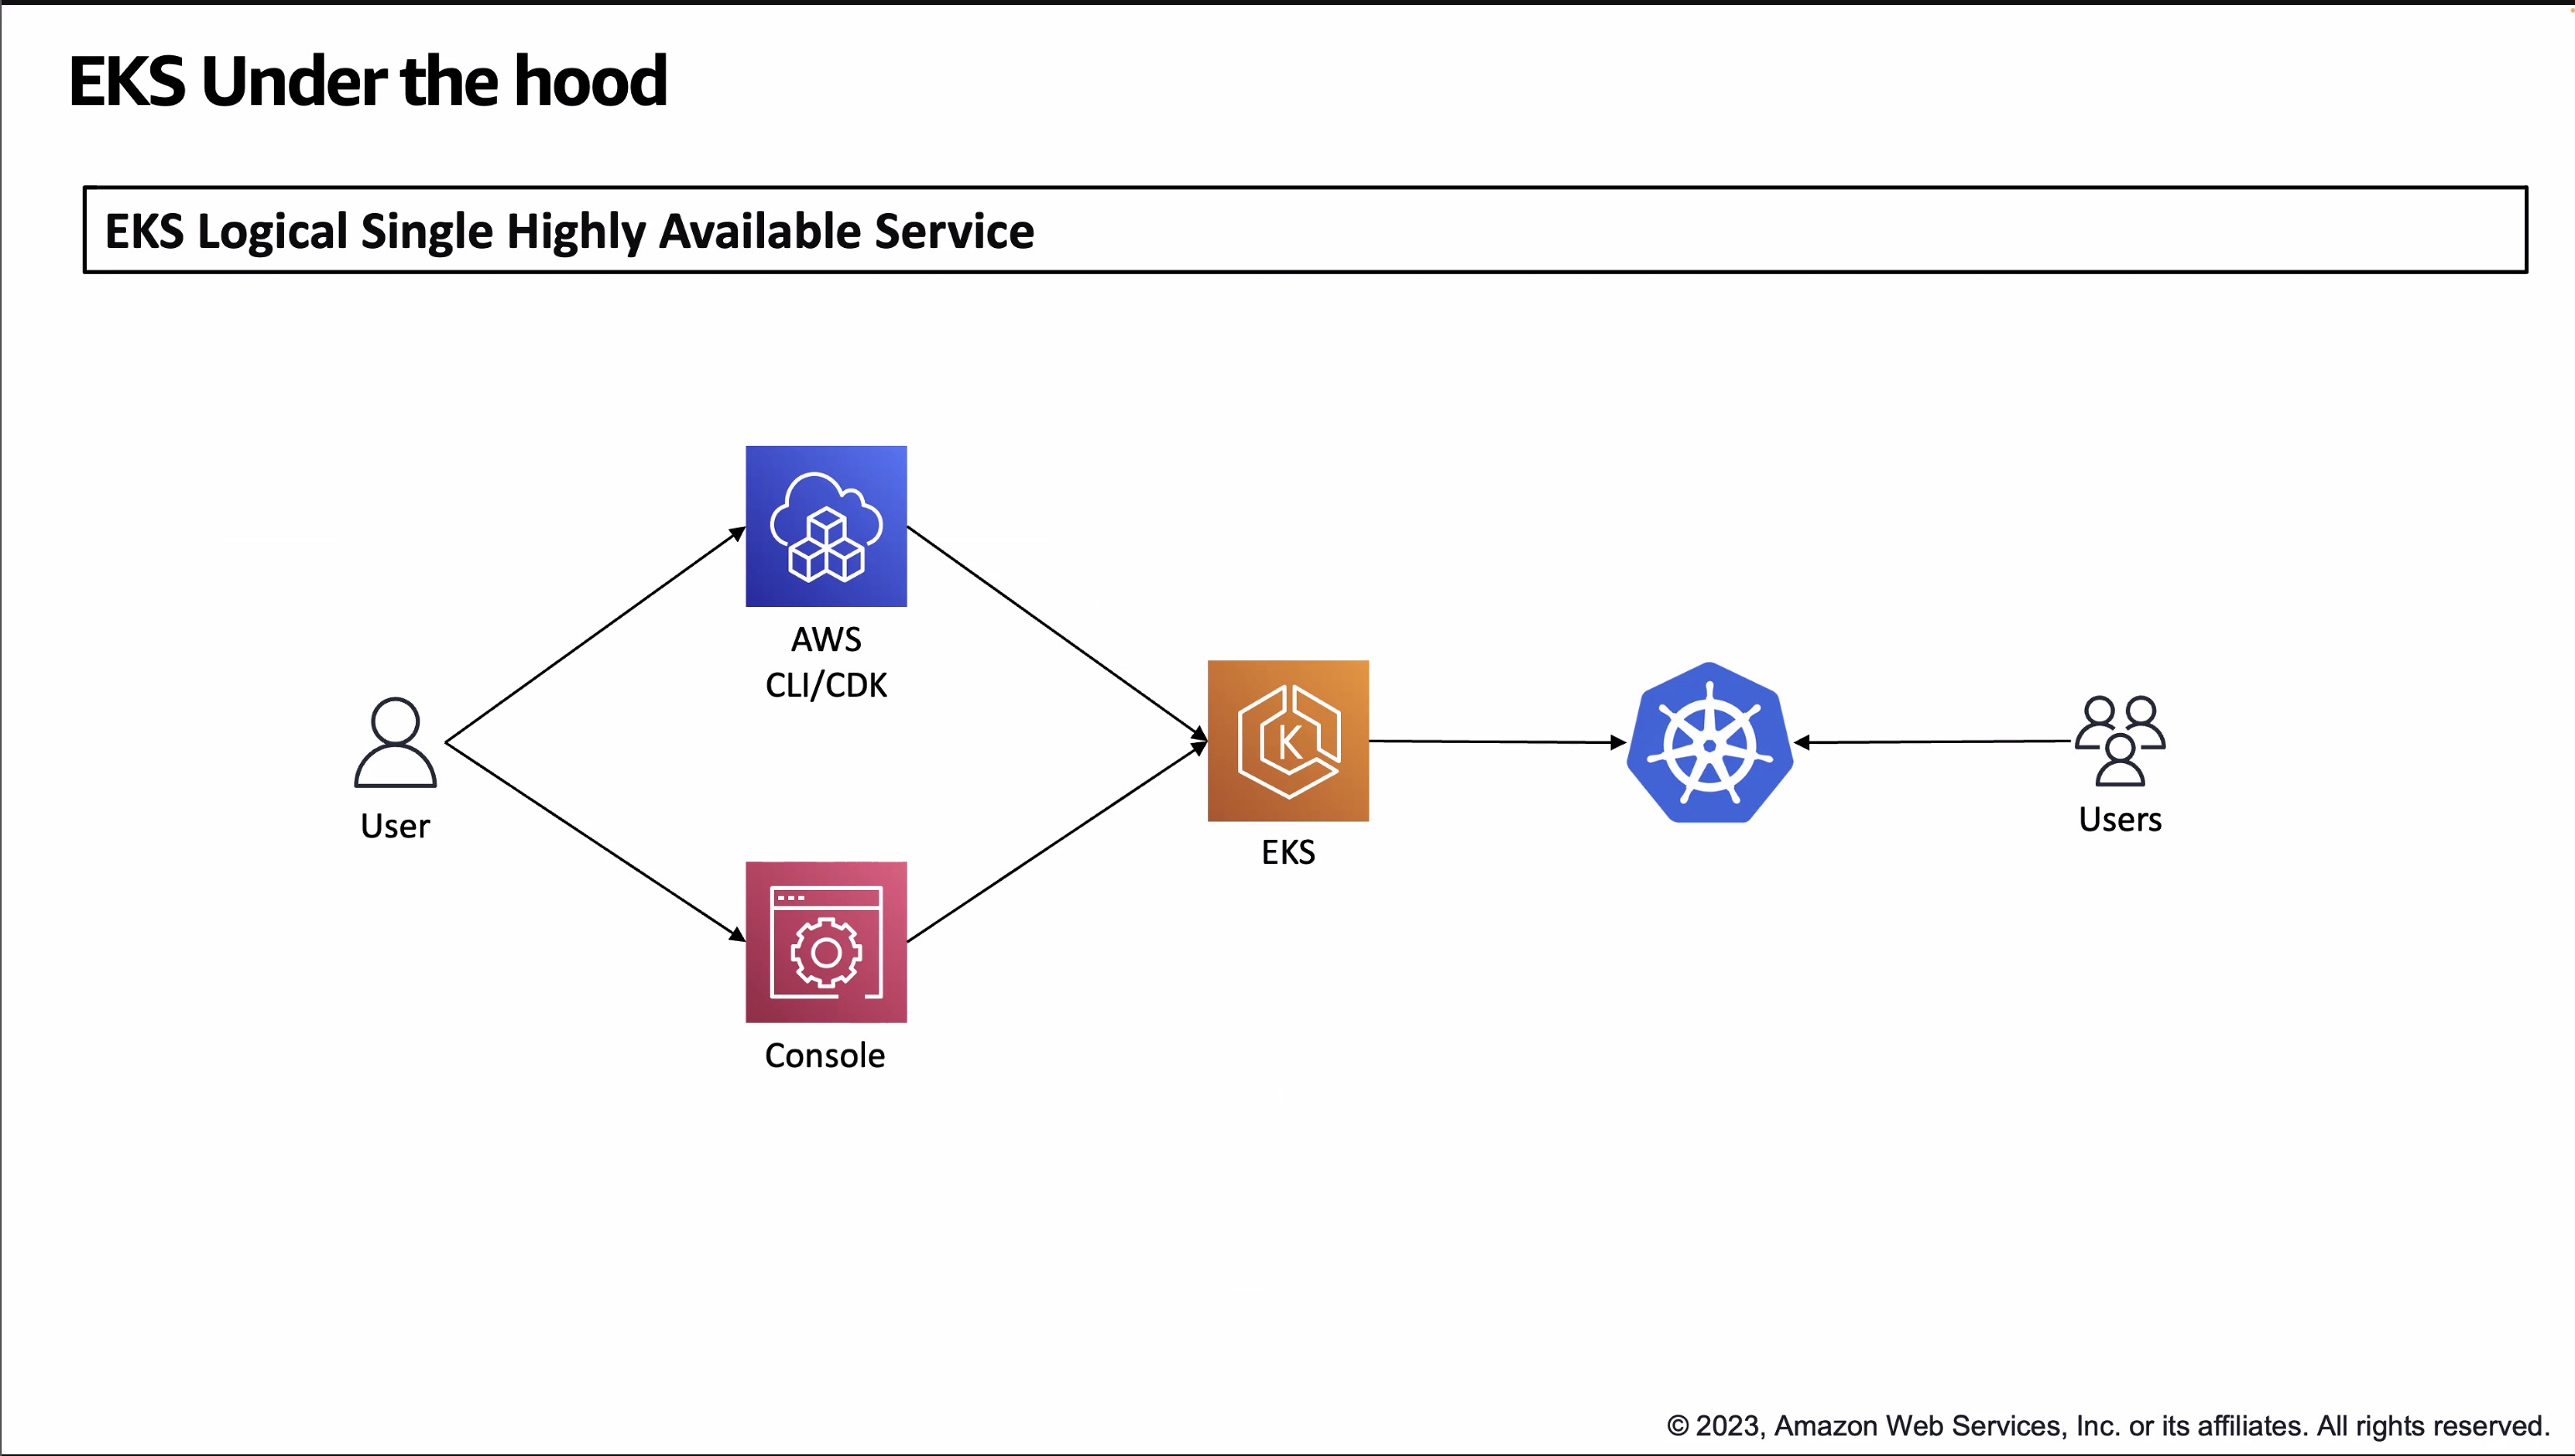 EKS Under the hood
EKS Logical Single Highly Available Service
AWS
CLI/CDK
User
K
EKS
Users
Console
© 2023, Amazon Web Services, Inc. or its affiliates. All rights reserved.